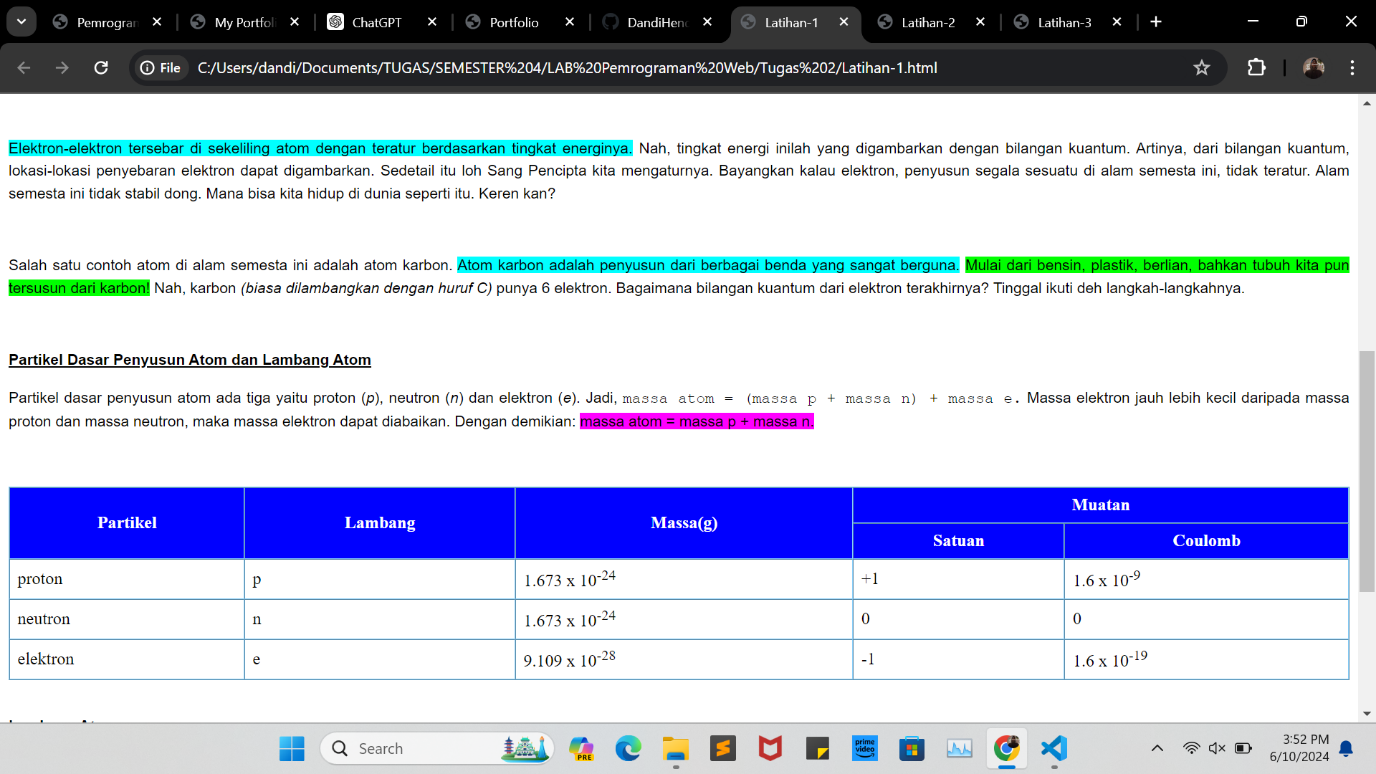 Pemrogran
My Portfol
ChatGPT
Portfolio
DandiHen
Latihan-1
Latihan-2
Latihan-3
File
C:/Users/dandi/Documents/TUGAS/SEMESTER%204/LAB%20Pemrograman%20Web/Tugas%202/Latihan-1.html
Elektron-elektron tersebar di sekeliling atom dengan teratur berdasarkan tingkat energinya. Nah, tingkat energi inilah yang digambarkan dengan bilangan kuantum. Artinya, dari bilangan kuantum,
lokasi-lokasi penyebaran elektron dapat digambarkan. Sedetail itu loh Sang Pencipta kita mengaturnya. Bayangkan kalau elektron, penyusun segala sesuatu di alam semesta ini, tidak teratur. Alam
semesta ini tidak stabil dong. Mana bisa kita hidup di dunia seperti itu. Keren kan?
Salah satu contoh atom di alam semesta ini adalah atom karbon. Atom karbon adalah penyusun dari berbagai benda yang sangat berguna. Mulai dari bensin, plastik, berlian, bahkan tubuh kita pun
tersusun dari karbon! Nah, karbon (biasa dilambangkan dengan huruf C) punya 6 elektron. Bagaimana bilangan kuantum dari elektron terakhirnya? Tinggal ikuti deh langkah-langkahnya.
Partikel Dasar Penyusun Atom dan Lambang Atom
Partikel dasar penyusun atom ada tiga yaitu proton (p), neutron (n) dan elektron (e). Jadi, massa atom = (massa p + massa n) + massa e. Massa elektron jauh lebih kecil daripada massa
proton dan massa neutron, maka massa elektron dapat diabaikan. Dengan demikian: massa atom = massa p + massa n.
Partikel Lambang Massa(g) Muatan
Satuan Coulomb
proton p 1.673 x 10-24 +1 1.6 x 10-9
neutron n 1.673 x 10-24 0 0
elektron e 9.109 x 10-28 -1 1.6 x 10-19
Search
PRE
prime video
3:52 PM
6/10/2024